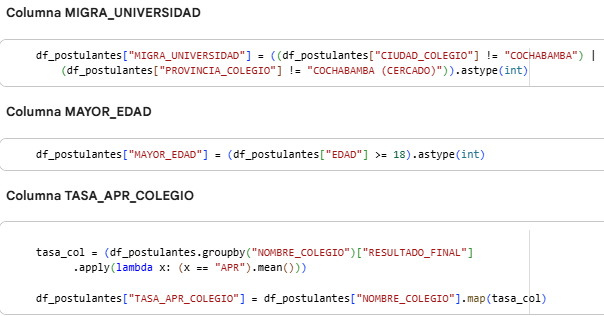 Columna MIGRA_UNIVERSIDAD
df_postulantes["MIGRA_UNIVERSIDAD"] = ((df_postulantes["CIUDAD_COLEGIO"] != "COCHABAMBA") |
    (df_postulantes["PROVINCIA_COLEGIO"] != "COCHABAMBA (CERCADO)")).astype(int)
Columna MAYOR_EDAD
df_postulantes["MAYOR_EDAD"] = (df_postulantes["EDAD"] >= 18).astype(int)
Columna TASA_APR_COLEGIO
tasa_col = (df_postulantes.groupby("NOMBRE_COLEGIO")["RESULTADO_FINAL"]
      .apply(lambda x: (x == "APR").mean()))
df_postulantes["TASA_APR_COLEGIO"] = df_postulantes["NOMBRE_COLEGIO"].map(tasa_col)